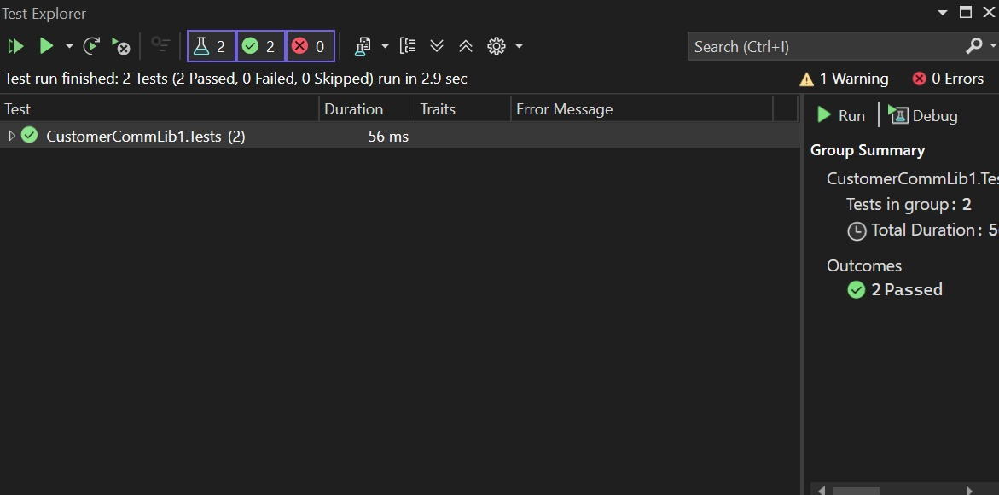 Test Explorer
2 2 0
Search (Ctrl+I)
Test run finished: 2 Tests (2 Passed, 0 Failed, 0 Skipped) run in 2.9 sec
1 Warning 0 Errors
Test Duration Traits Error Message
CustomerCommLib1.Tests (2) 56 ms
Run Debug
Group Summary
CustomerCommLib1.Tes
Tests in group: 2
Total Duration: 5
Outcomes
2 Passed